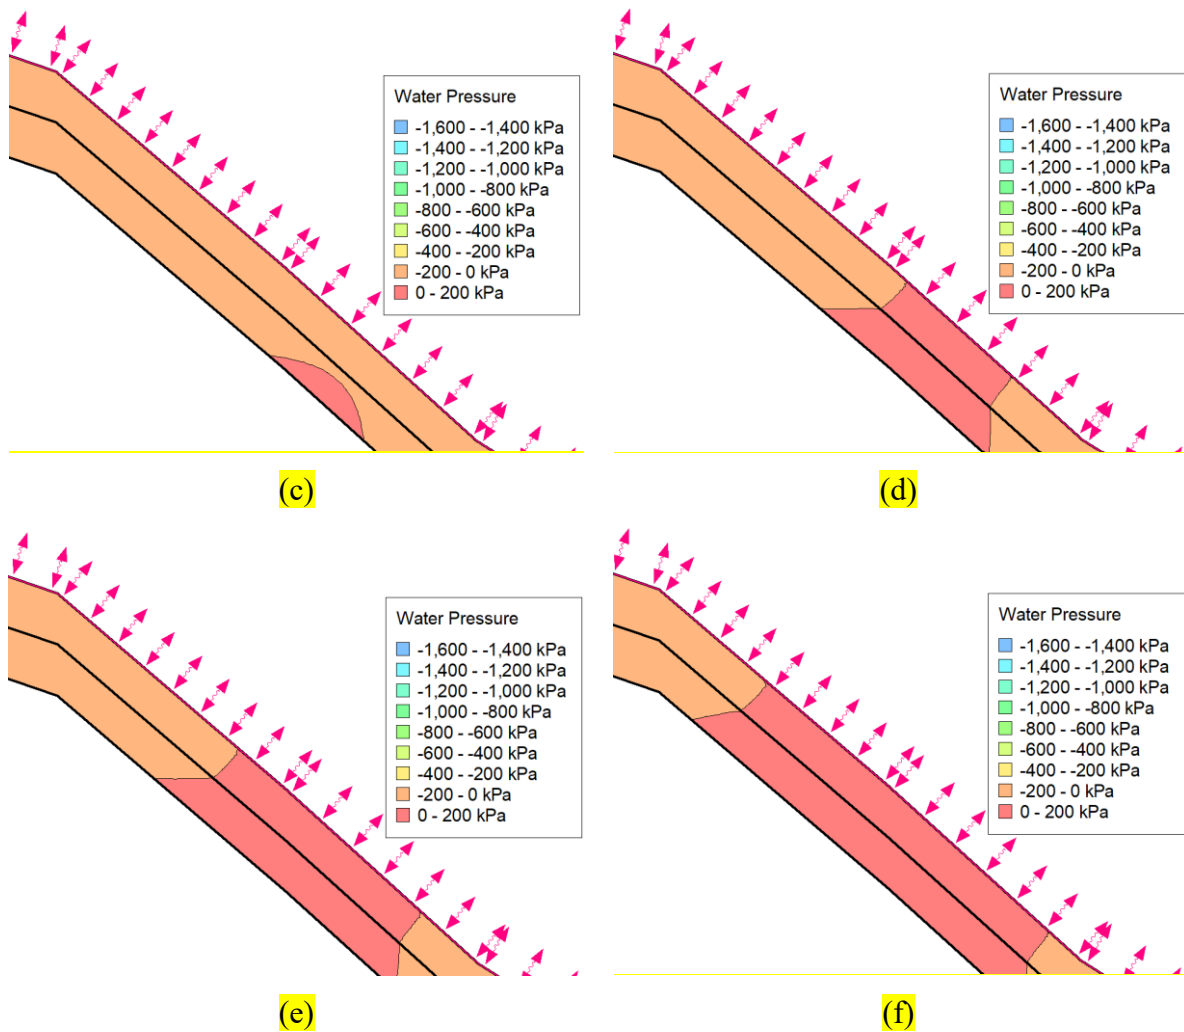 Water Pressure
-1,600 - -1,400 kPa
-1,400 - -1,200 kPa
-1,200 - -1,000 kPa
-1,000 - -800 kPa
-800 - -600 kPa
-600 - -400 kPa
-400 - -200 kPa
-200 - 0 kPa
0 - 200 kPa
(c)
Water Pressure
-1,600 - -1,400 kPa
-1,400 - -1,200 kPa
-1,200 - -1,000 kPa
-1,000 - -800 kPa
-800 - -600 kPa
-600 - -400 kPa
-400 - -200 kPa
-200 - 0 kPa
0 - 200 kPa
(d)
Water Pressure
-1,600 - -1,400 kPa
-1,400 - -1,200 kPa
-1,200 - -1,000 kPa
-1,000 - -800 kPa
-800 - -600 kPa
-600 - -400 kPa
-400 - -200 kPa
-200 - 0 kPa
0 - 200 kPa
(e)
Water Pressure
-1,600 - -1,400 kPa
-1,400 - -1,200 kPa
-1,200 - -1,000 kPa
-1,000 - -800 kPa
-800 - -600 kPa
-600 - -400 kPa
-400 - -200 kPa
-200 - 0 kPa
0 - 200 kPa
(f)